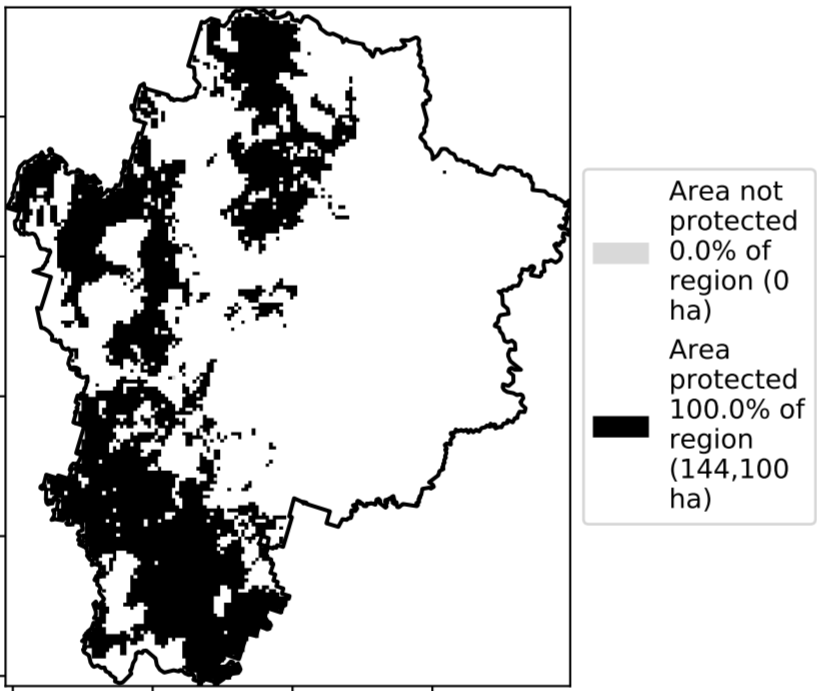 Area not
protected
0.0% of
region (0
ha)
Area
protected
100.0% of
region
(144,100
ha)